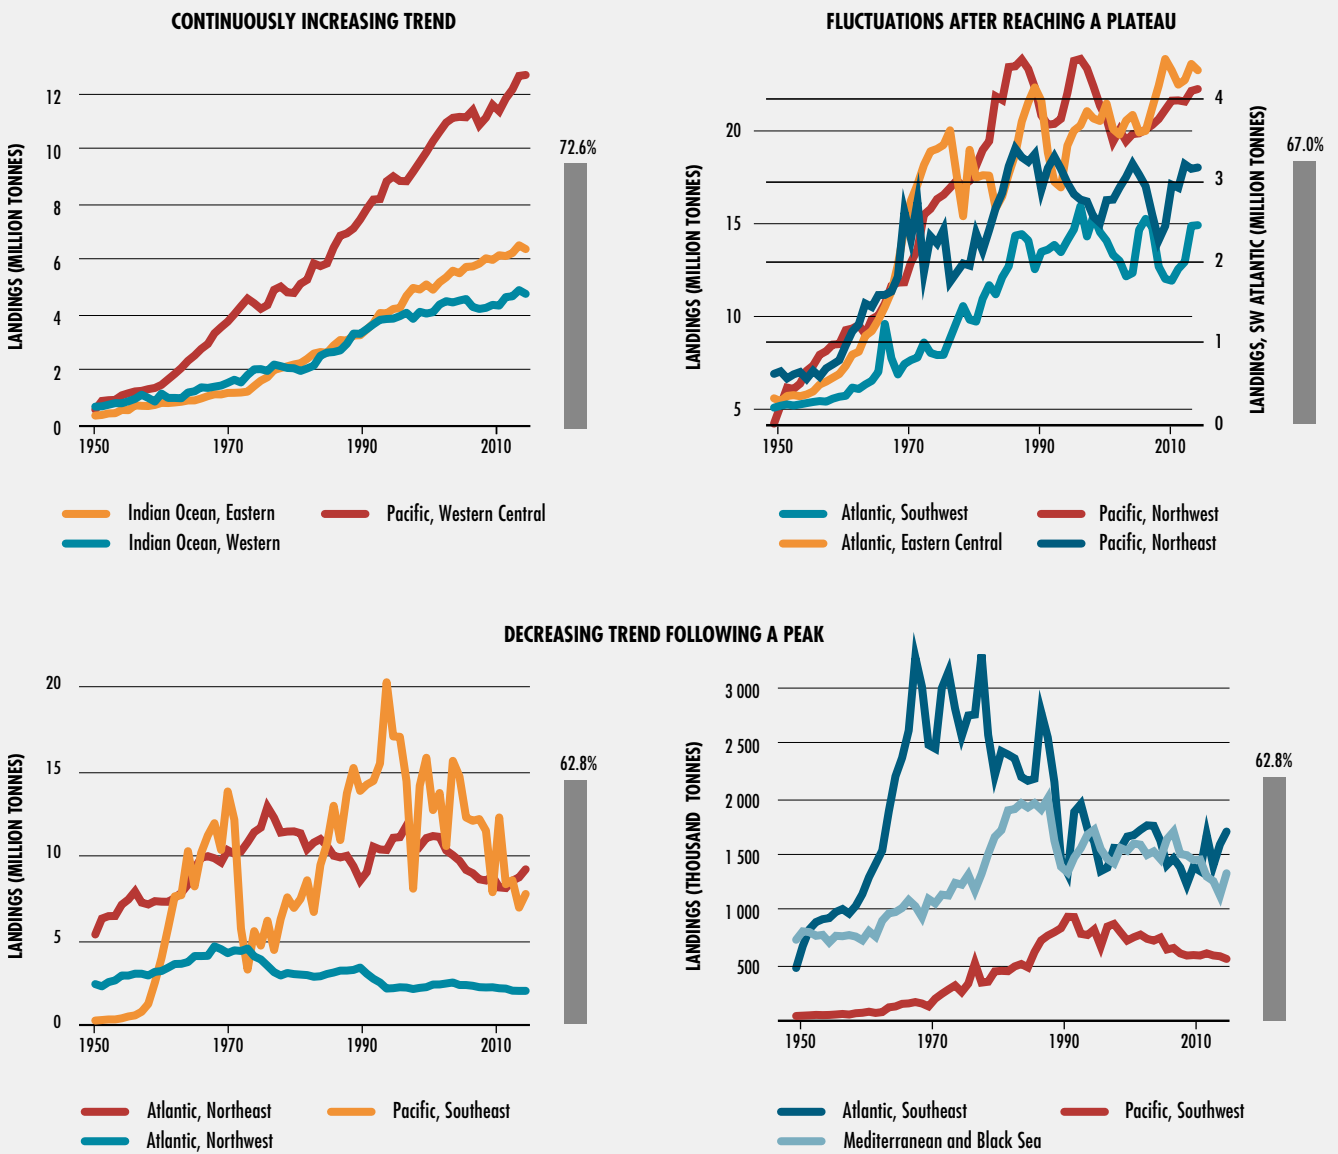 CONTINUOUSLY INCREASING TREND
LANDINGS (MILLION TONNES)
12
10
8
6
4
2
0
1950 1970 1990 2010
72.6%
Indian Ocean, Eastern Pacific, Western Central
Indian Ocean, Western
FLUCTUATIONS AFTER REACHING A PLATEAU
LANDINGS (MILLION TONNES)
20
15
10
5
4
3
2
1
0
LANDINGS, SW ATLANTIC (MILLION TONNES)
1950 1970 1990 2010
67.0%
Atlantic, Southwest Pacific, Northwest
Atlantic, Eastern Central Pacific, Northeast
DECREASING TREND FOLLOWING A PEAK
LANDINGS (MILLION TONNES)
20
15
10
5
0
1950 1970 1990 2010
62.8%
Atlantic, Northeast Pacific, Southeast
Atlantic, Northwest
LANDINGS (THOUSAND TONNES)
3 000
2 500
2 000
1 500
1 000
500
1950 1970 1990 2010
62.8%
Atlantic, Southeast Pacific, Southwest
Mediterranean and Black Sea